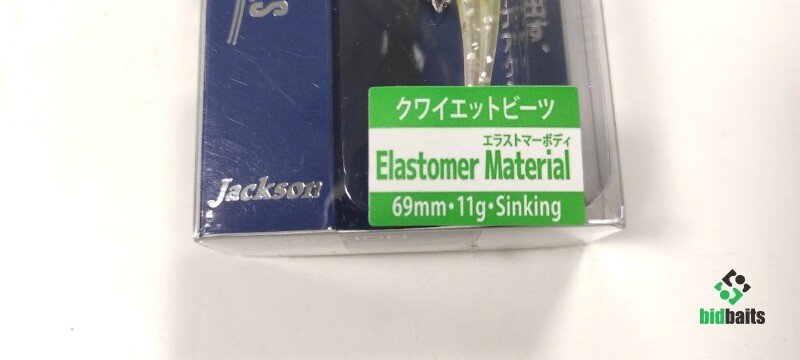 Jackson
クワイエットビーツ
エラストマーボディ
Elastomer Material
69mm・11g・Sinking
bidbaits